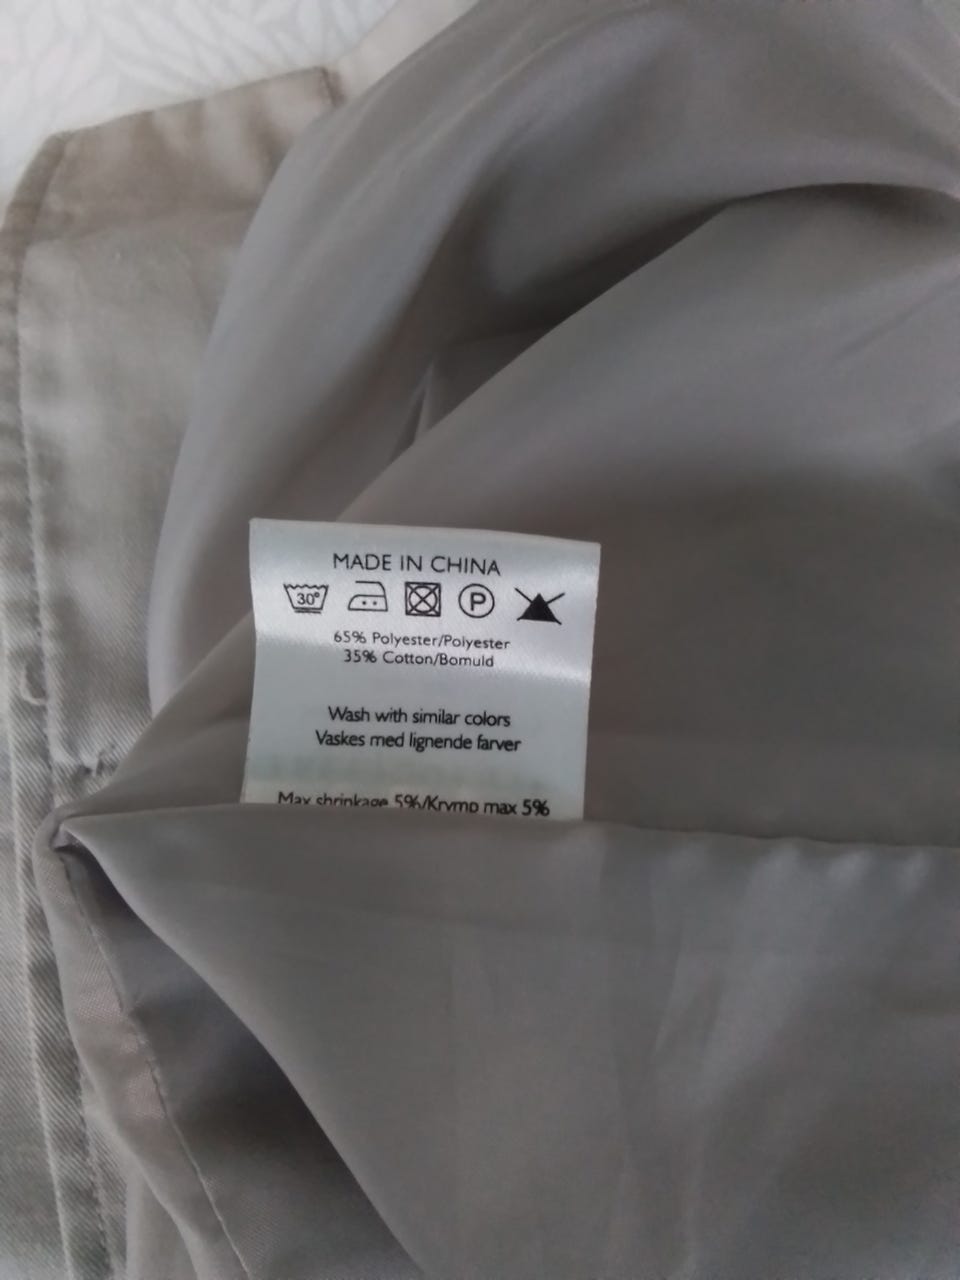 MADE IN CHINA
30° P
65% Polyester/Polyester
35% Cotton/Bomuld
Wash with similar colors
Vaskes med lignende farver
Max shrinkage 5%/Krymp max 5%